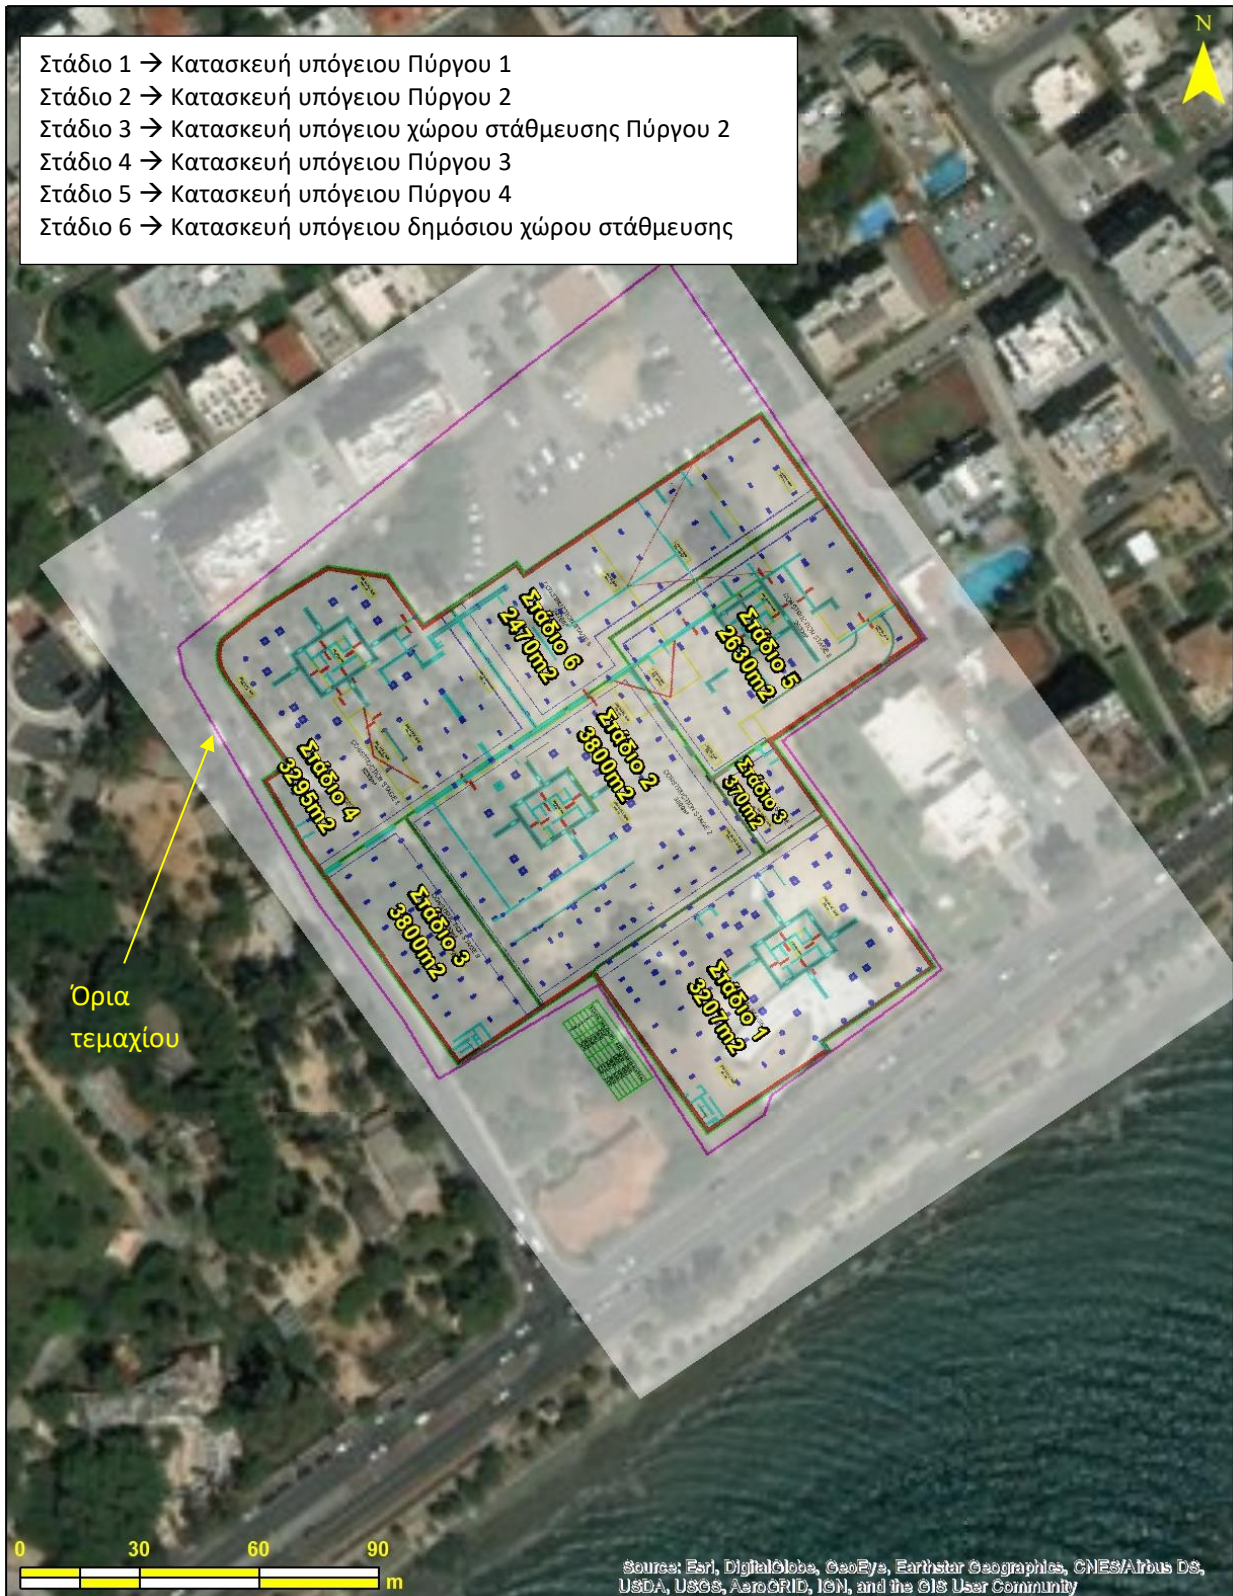 N
Στάδιο 1 → Κατασκευή υπόγειου Πύργου 1
Στάδιο 2 → Κατασκευή υπόγειου Πύργου 2
Στάδιο 3 → Κατασκευή υπόγειου χώρου στάθμευσης Πύργου 2
Στάδιο 4 → Κατασκευή υπόγειου Πύργου 3
Στάδιο 5 → Κατασκευή υπόγειου Πύργου 4
Στάδιο 6 → Κατασκευή υπόγειου δημόσιου χώρου στάθμευσης
Στάδιο 6
2470m2
Στάδιο 5
2630m2
Στάδιο 2
3800m2
Στάδιο 4
3295m2
Στάδιο 3
370m2
Στάδιο 3
3800m2
Στάδιο 1
3207m2
CONSTRUCTION STAGE 2
Όρια
τεμαχίου
0 30 60 90
m
Source: Esri, DigitalGlobe, GeoEye, Earthstar Geographics, CNES/Airbus DS,
USDA, USGS, AeroGRID, IGN, and the GIS User Community